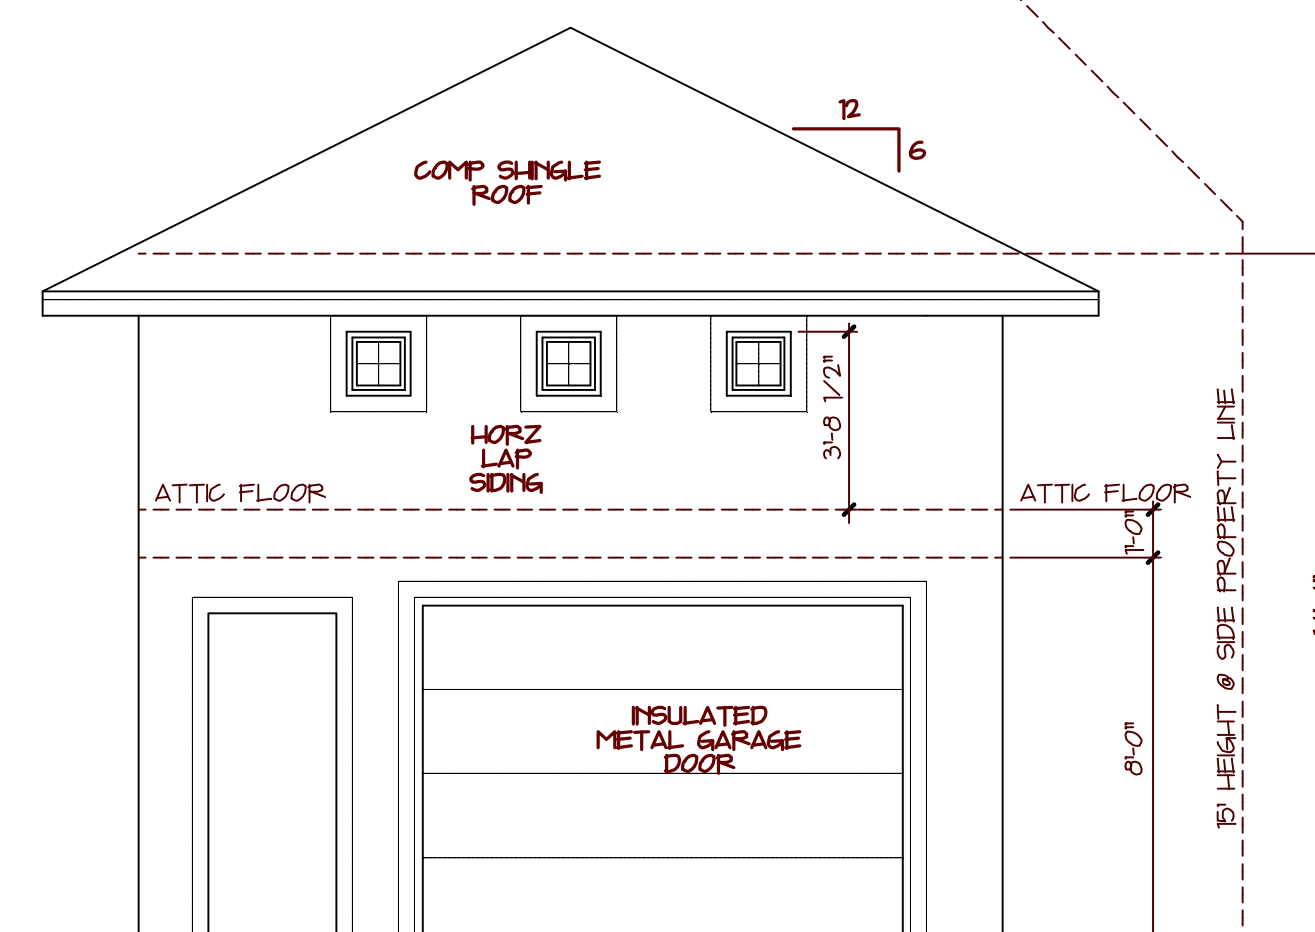 12
6
COMP SHINGLE
ROOF
3'-8 1/2"
HORZ
LAP
SIDING
ATTIC FLOOR
ATTIC FLOOR
1'-0"
15' HEIGHT @ SIDE PROPERTY LINE
INSULATED
METAL GARAGE
DOOR
8'-0"